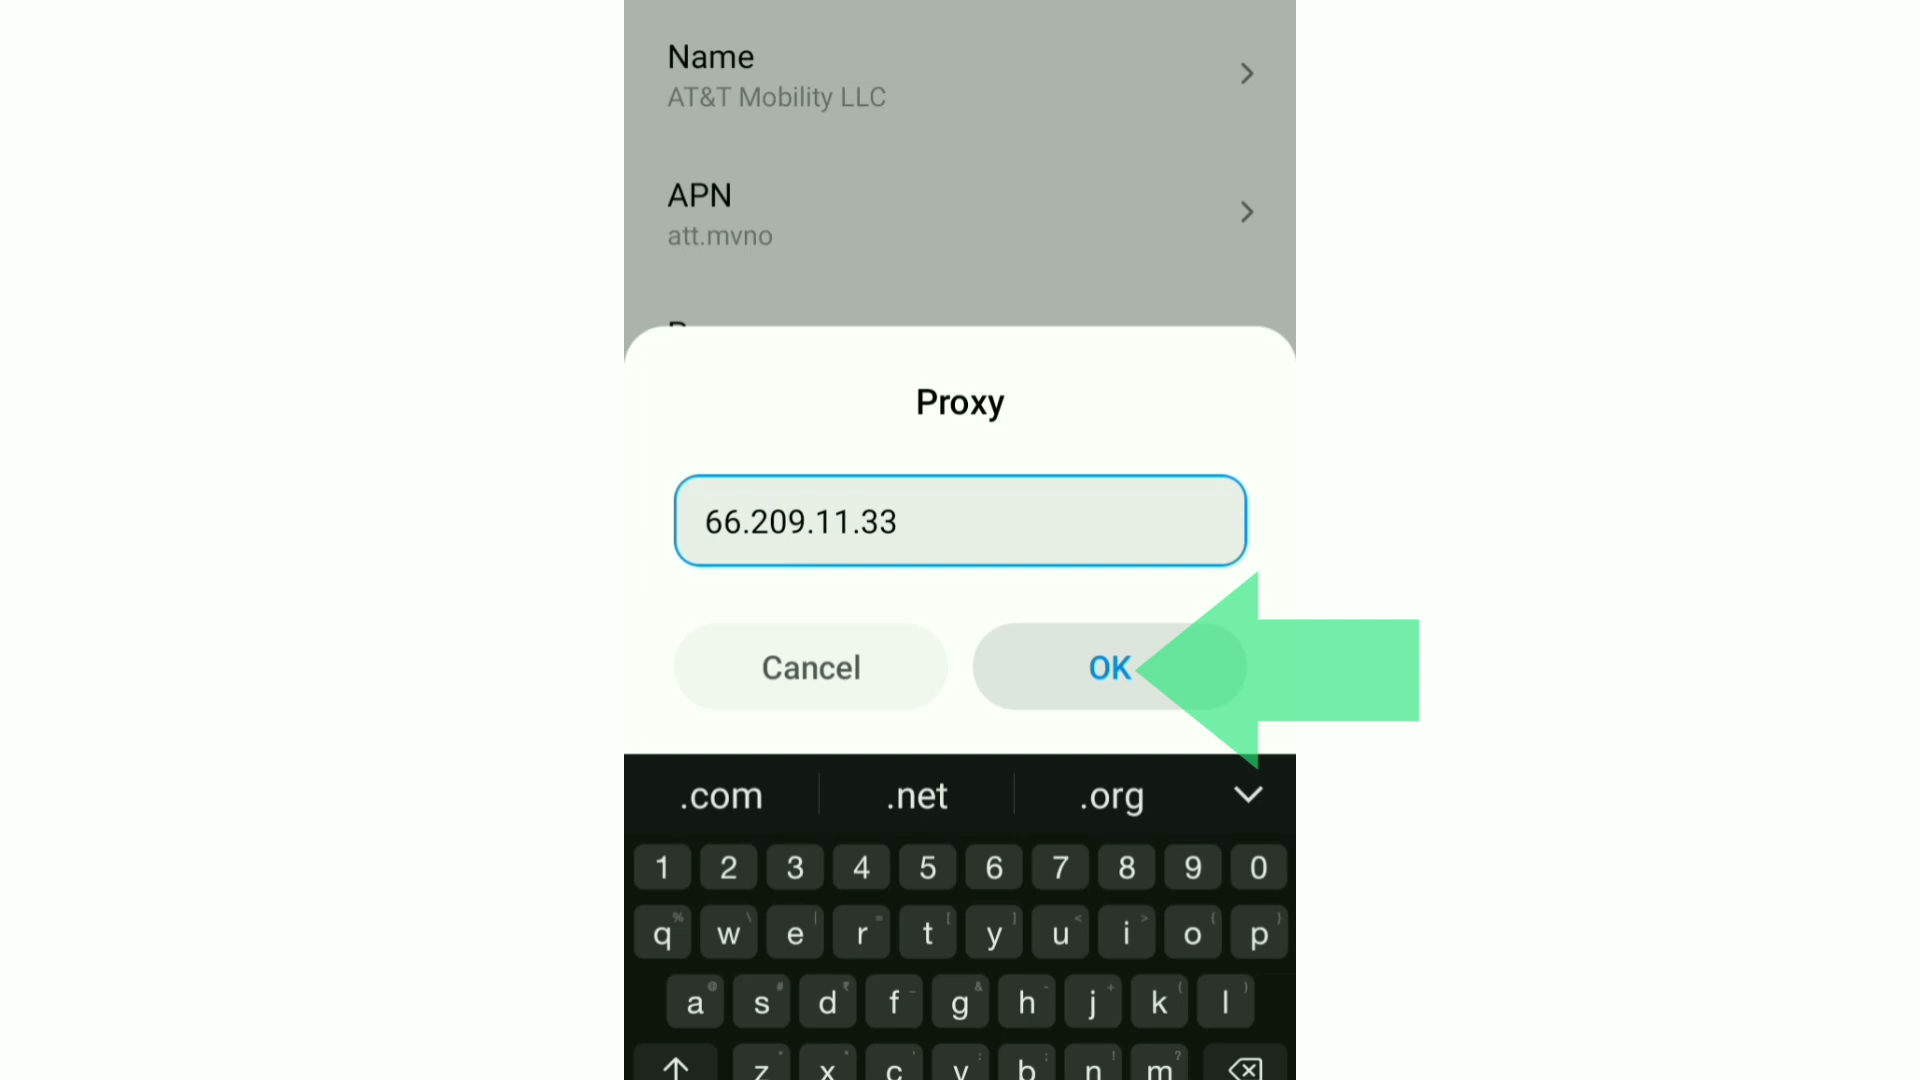 Name
AT&T Mobility LLC
APN
att.mvno
Proxy
66.209.11.33
Cancel OK
.com .net .org
1 2 3 4 5 6 7 8 9 0
q w e r t y u i o p
a s d f g h j k l
z x c v b n m